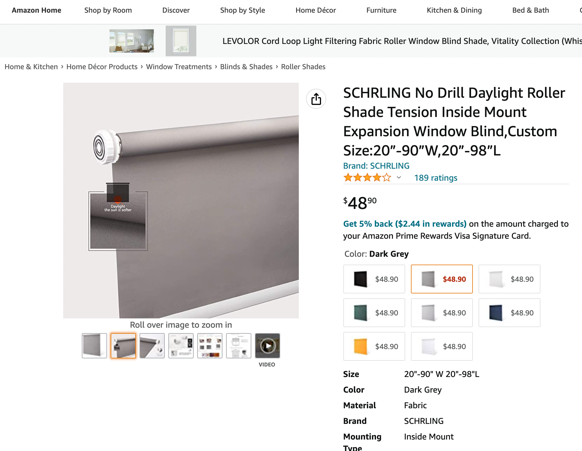 Amazon Home Shop by Room Discover Shop by Style Home Décor Furniture Kitchen & Dining Bed & Bath
LEVOLOR Cord Loop Light Filtering Fabric Roller Window Blind Shade, Vitality Collection (Whis
Home & Kitchen › Home Décor Products › Window Treatments › Blinds & Shades › Roller Shades
SCHRLING No Drill Daylight Roller
Shade Tension Inside Mount
Expansion Window Blind,Custom
Size:20”-90”W,20”-98”L
Brand: SCHRLING
189 ratings
$48.90
Get 5% back ($2.44 in rewards) on the amount charged to
your Amazon Prime Rewards Visa Signature Card.
Color: Dark Grey
$48.90 $48.90 $48.90
$48.90 $48.90 $48.90
$48.90 $48.90
Daylight
the suit is softer
Roll over image to zoom in
VIDEO
Size 20”-90” W 20”-98”L
Color Dark Grey
Material Fabric
Brand SCHRLING
Mounting Inside Mount
Type